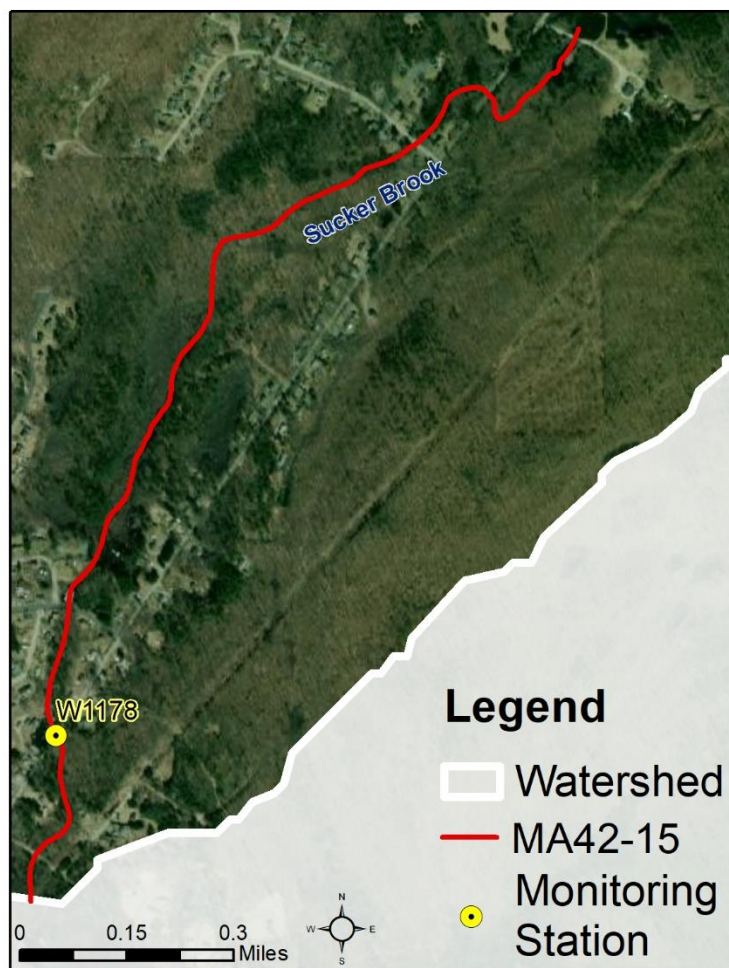 Sucker Brook
W1178
Legend
Watershed
MA42-15
Monitoring
Station
N
W E
S
0 0.15 0.3
Miles